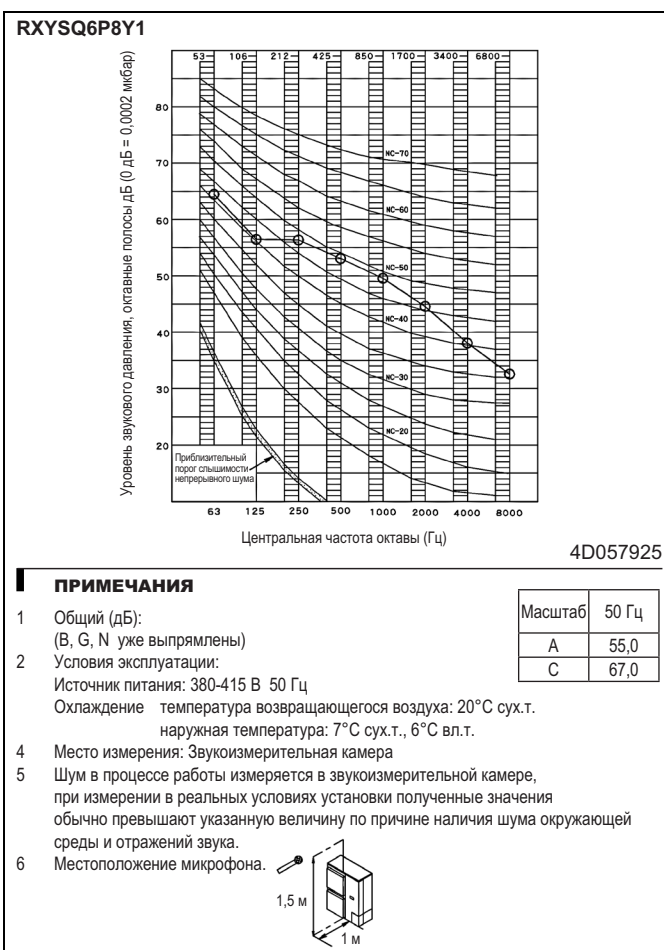 RXYSQ6P8Y1
Уровень звукового давления, октавные полосы дБ (0 дБ = 0,0002 мкбар)
53 106 212 425 850 1700 3400 6800
80
70
60
50
40
30
20
NC-70
NC-60
NC-50
NC-40
NC-30
NC-20
Приблизительный
порог слышимости
непрерывного шума
63 125 250 500 1000 2000 4000 8000
Центральная частота октавы (Гц)
4D057925
ПРИМЕЧАНИЯ
1 Общий (дБ):
(B, G, N уже выпрямлены)
Масштаб 50 Гц
A 55,0
C 67,0
2 Условия эксплуатации:
Источник питания: 380-415 В 50 Гц
Охлаждение температура возвращающегося воздуха: 20°C сух.т.
наружная температура: 7°C сух.т., 6°C вл.т.
4 Место измерения: Звукоизмерительная камера
5 Шум в процессе работы измеряется в звукоизмерительной камере,
при измерении в реальных условиях установки полученные значения
обычно превышают указанную величину по причине наличия шума окружающей
среды и отражений звука.
6 Местоположение микрофона.
1,5 м
1 м